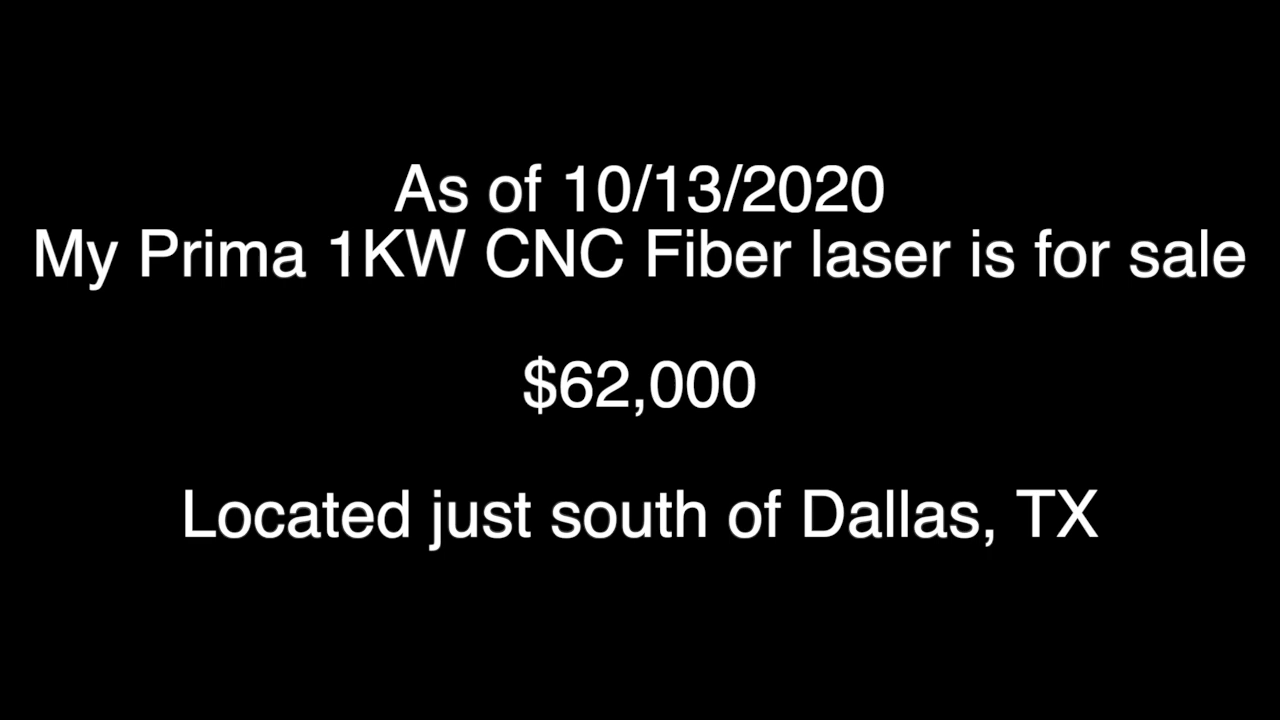 As of 10/13/2020
My Prima 1KW CNC Fiber laser is for sale
$62,000
Located just south of Dallas, TX